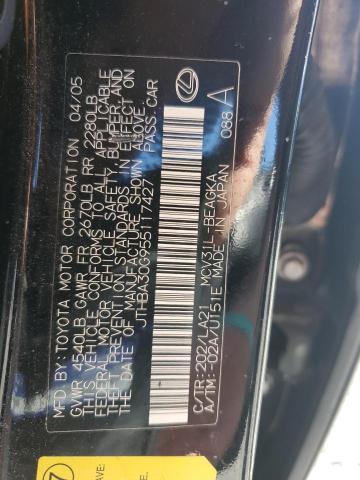 MFD BY: TOYOTA MOTOR CORPORATION 04/05
GVWR 4540LB GAWR FR 2670LB RR 2280LB
THIS VEHICLE CONFORMS TO ALL APPLICABLE
FEDERAL MOTOR VEHICLE SAFETY, BUMPER AND
THEFT PREVENTION STANDARDS IN EFFECT ON
THE DATE OF MANUFACTURE SHOWN ABOVE.
JTHBA30G955117427 PASS. CAR
C/TR:202/LA21 MCV31L-BEAGKA
A/TM:-02A/U151E MADE IN JAPAN 088 A
AVE: